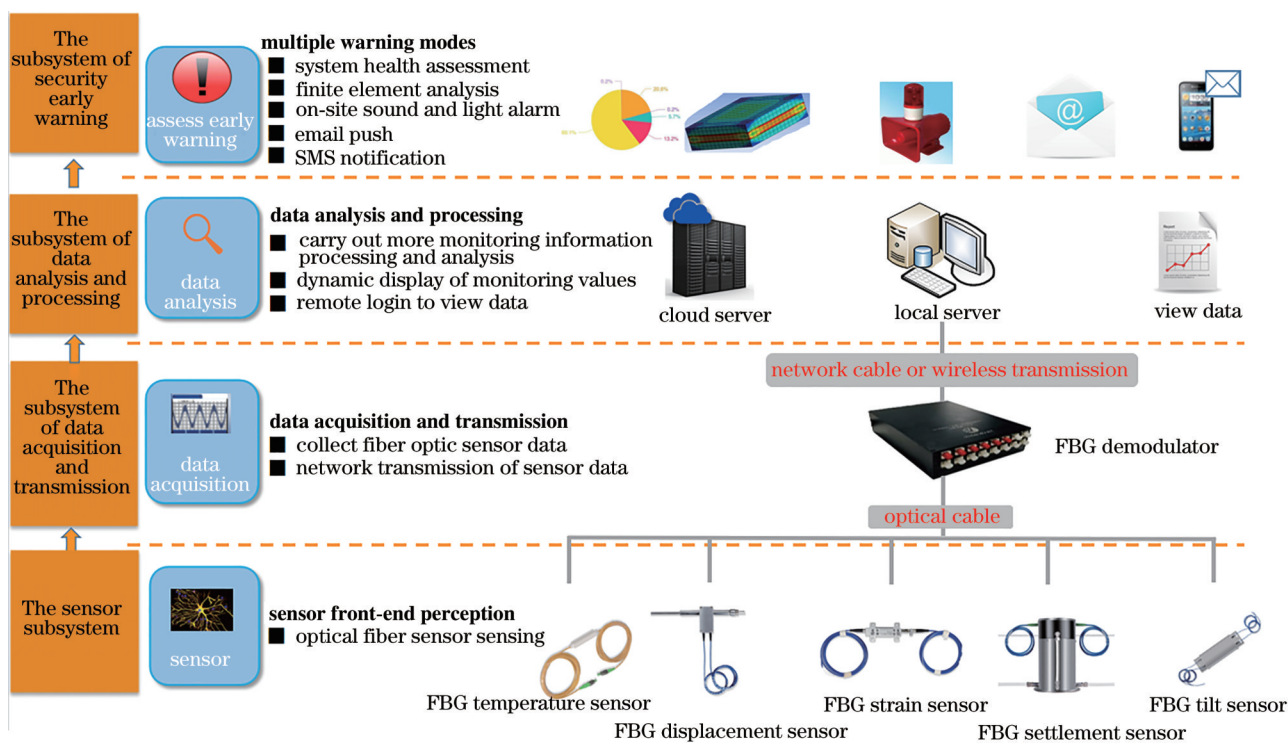 The
subsystem of
security
early
warning
assess early
warning
multiple warning modes
■ system health assessment
■ finite element analysis
■ on-site sound and light alarm
■ email push
■ SMS notification
@
The
subsystem of
data
analysis and
processing
data
analysis
data analysis and processing
■ carry out more monitoring information
processing and analysis
■ dynamic display of monitoring values
■ remote login to view data
cloud server
local server
Report
view data
network cable or wireless transmission
The
subsystem
of data
acquisition
and
transmission
data
acquisition
data acquisition and transmission
■ collect fiber optic sensor data
■ network transmission of sensor data
FBG demodulator
optical cable
The sensor
subsystem
sensor
sensor front-end perception
■ optical fiber sensor sensing
FBG temperature sensor
FBG displacement sensor
FBG strain sensor
FBG settlement sensor
FBG tilt sensor